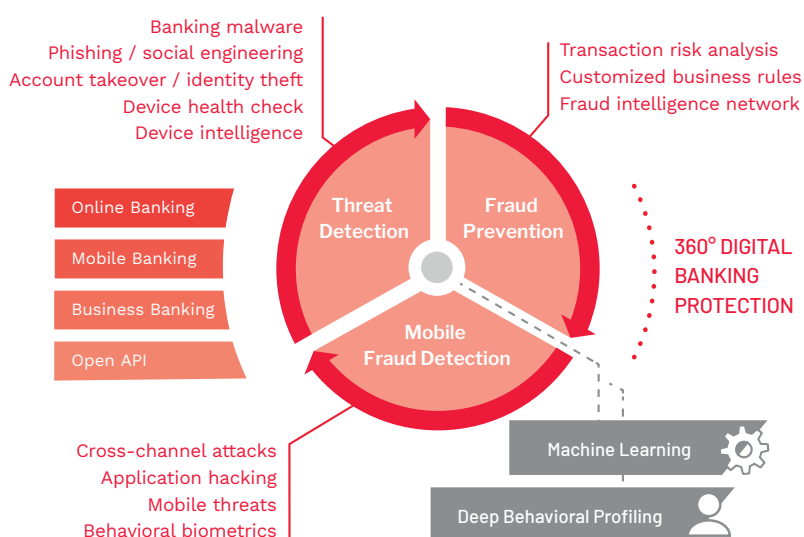 Banking malware
Phishing / social engineering
Account takeover / identity theft
Device health check
Device intelligence
Transaction risk analysis
Customized business rules
Fraud intelligence network
Threat
Detection
Fraud
Prevention
Mobile
Fraud Detection
Online Banking
Mobile Banking
Business Banking
Open API
360° DIGITAL
BANKING
PROTECTION
Cross-channel attacks
Application hacking
Mobile threats
Behavioral biometrics
Machine Learning
Deep Behavioral Profiling